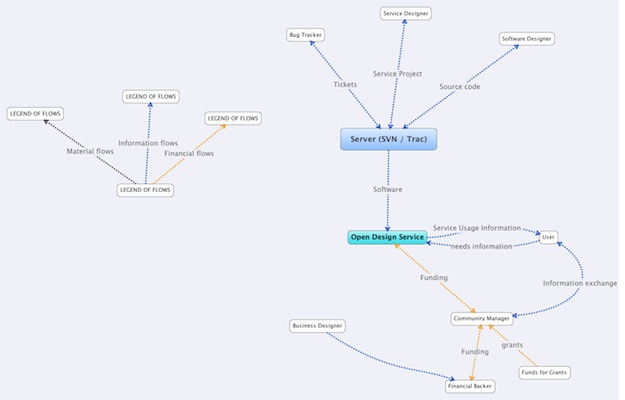 Service Designer
Bug Tracker
Software Designer
Tickets
Service Project
Source code
LEGEND OF FLOWS
LEGEND OF FLOWS
LEGEND OF FLOWS
Material flows
Information flows
Financial flows
LEGEND OF FLOWS
Server (SVN / Trac)
Software
Open Design Service
Service Usage Information
User
needs information
Funding
Information exchange
Community Manager
Business Designer
Funding
grants
Funds for Grants
Financial Backer